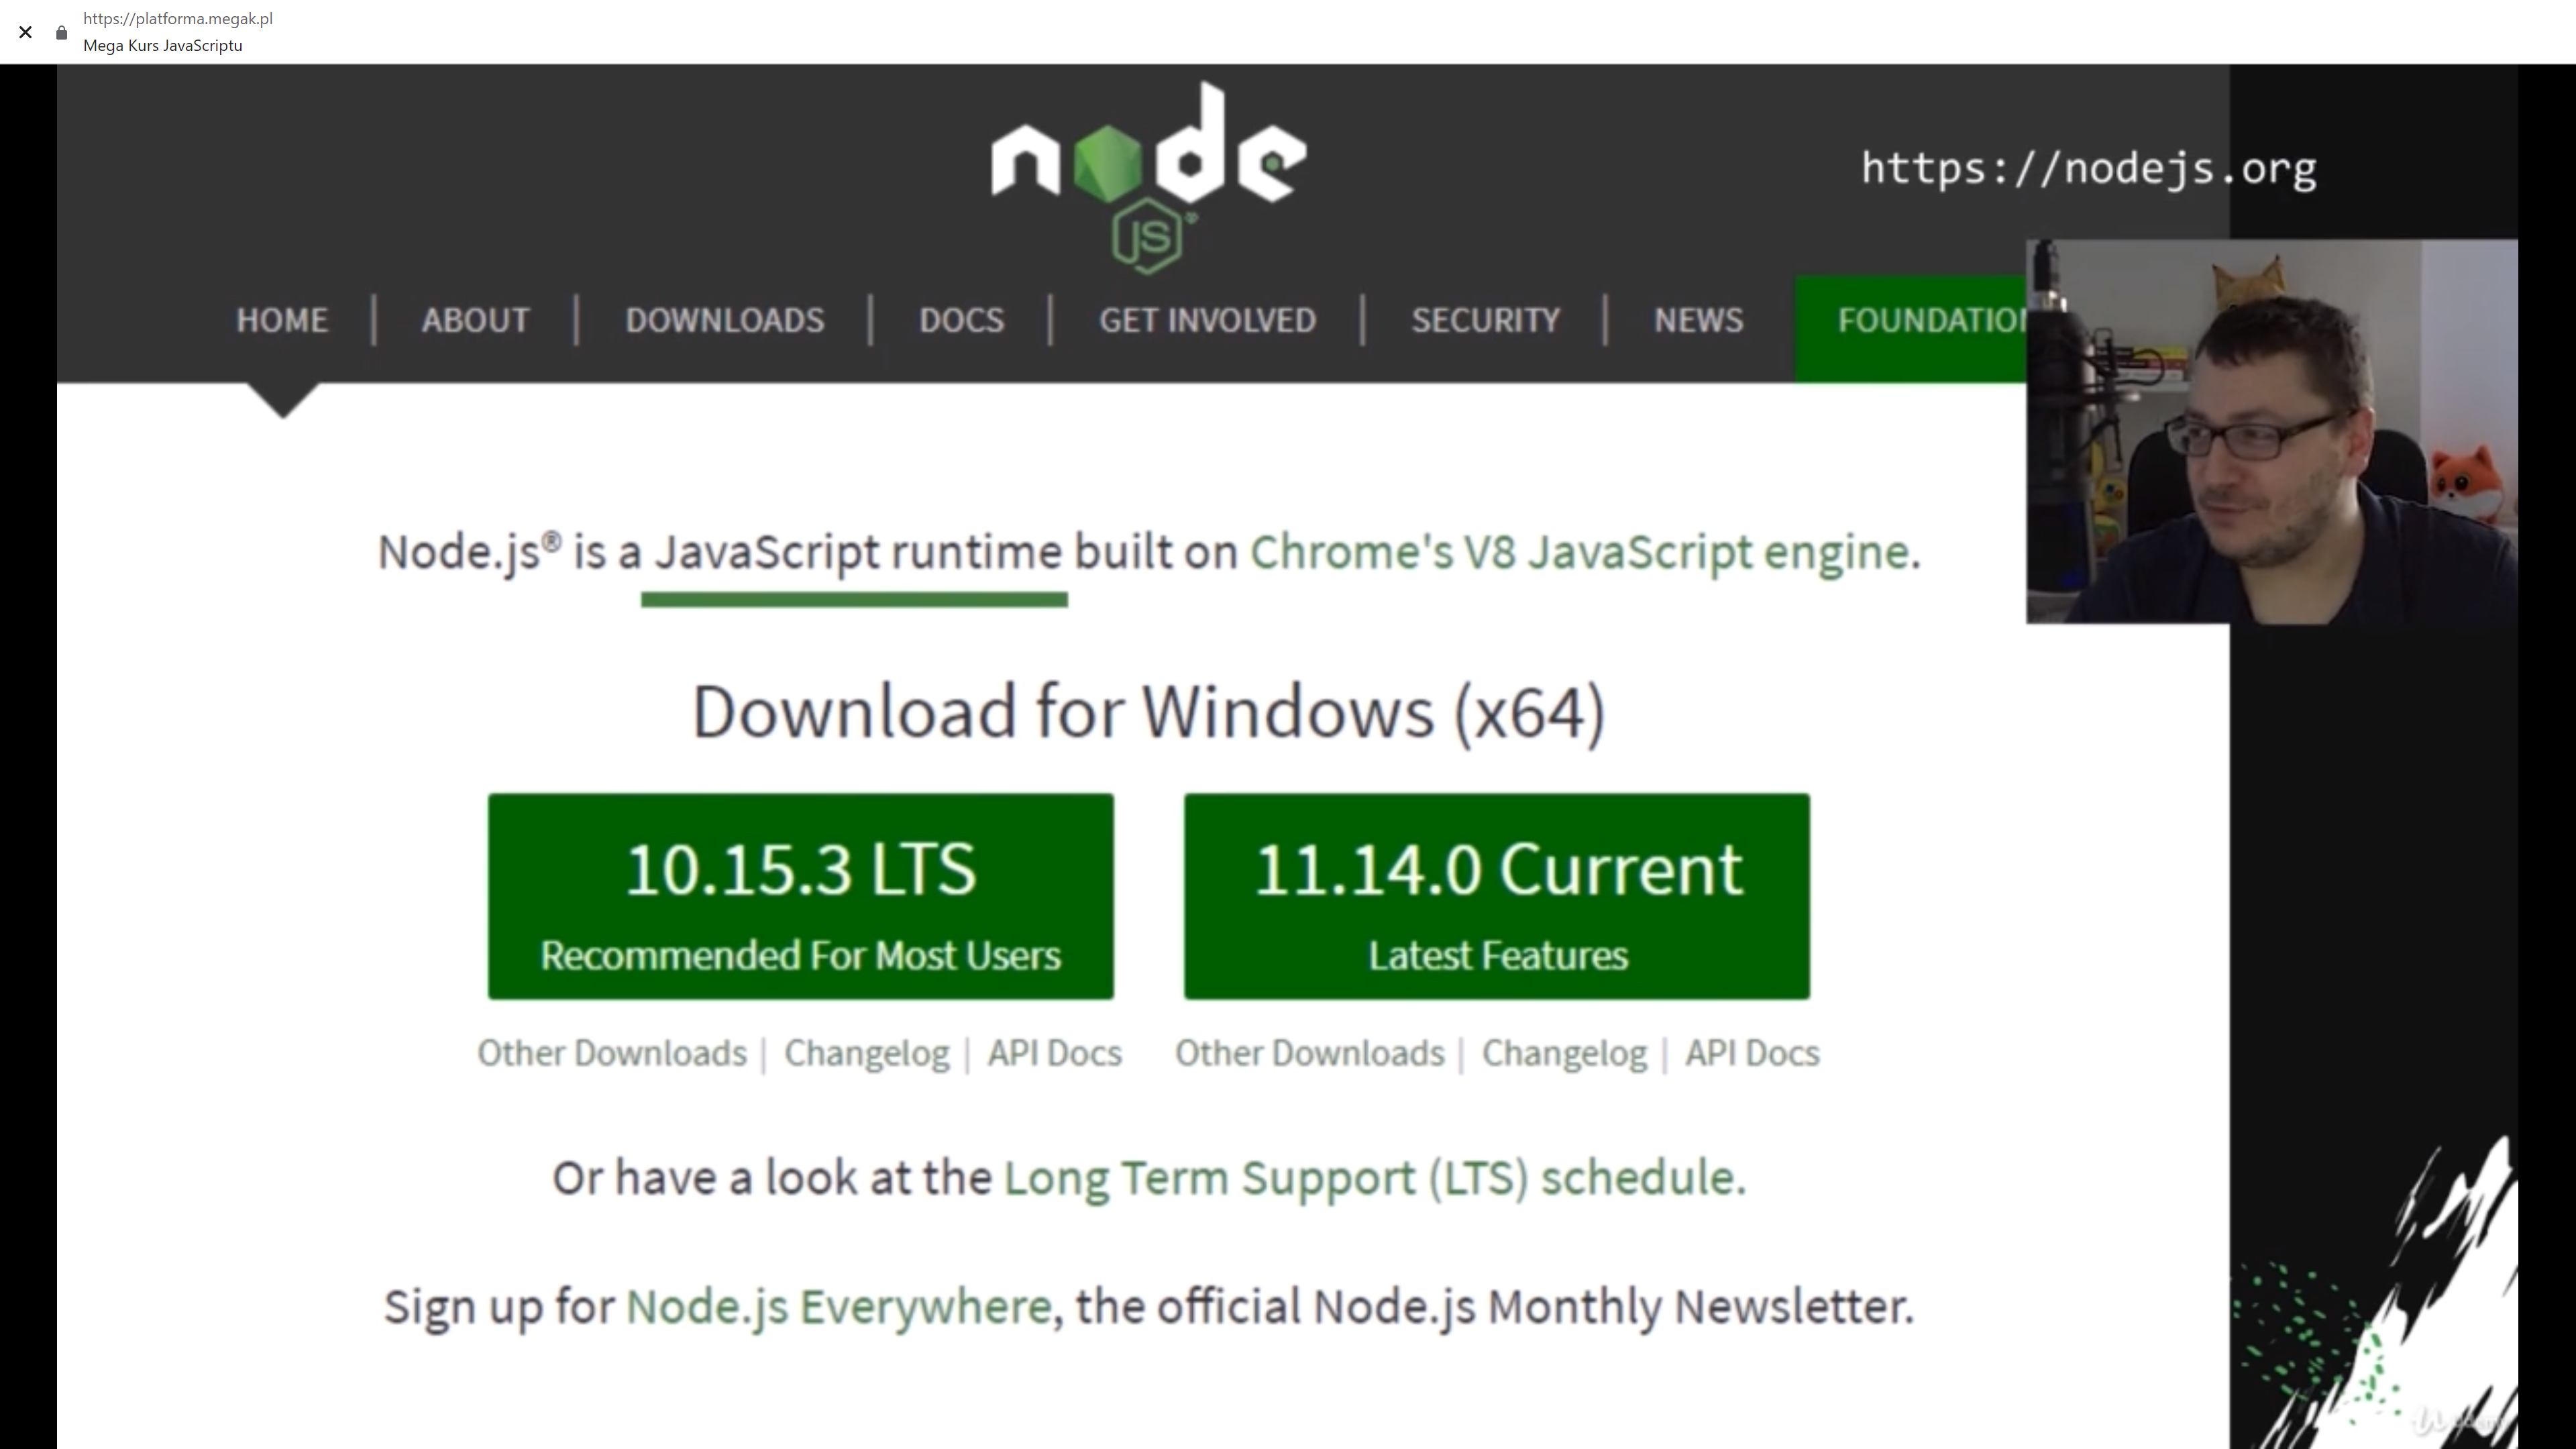 https://platforma.megak.pl
Mega Kurs JavaScriptu
node
JS
https://nodejs.org
HOME | ABOUT | DOWNLOADS | DOCS | GET INVOLVED | SECURITY | NEWS
Node.js® is a JavaScript runtime built on Chrome's V8 JavaScript engine.
Download for Windows (x64)
10.15.3 LTS
Recommended For Most Users
11.14.0 Current
Latest Features
Other Downloads | Changelog | API Docs
Other Downloads | Changelog | API Docs
Or have a look at the Long Term Support (LTS) schedule.
Sign up for Node.js Everywhere, the official Node.js Monthly Newsletter.